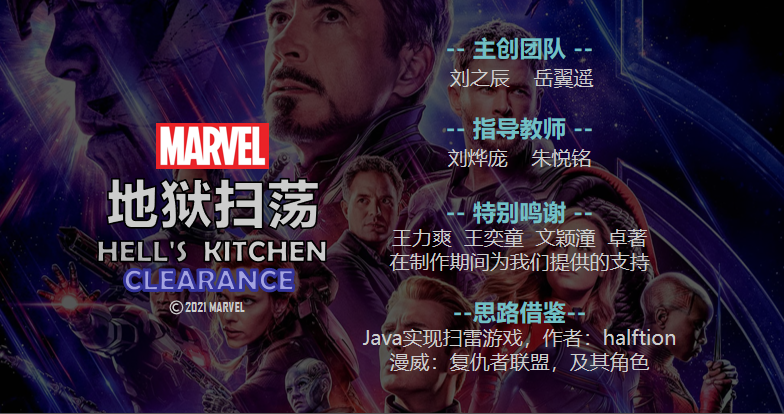 MARVEL
地狱扫荡
HELL'S KITCHEN
CLEARANCE
©2021 MARVEL
-- 主创团队 --
刘之辰 岳翼遥
-- 指导教师 --
刘烨庞 朱悦铭
-- 特别鸣谢 --
王力爽 王奕童 文颖潼 卓著
在制作期间为我们提供的支持
--思路借鉴--
Java实现扫雷游戏，作者：halftion
漫威：复仇者联盟，及其角色